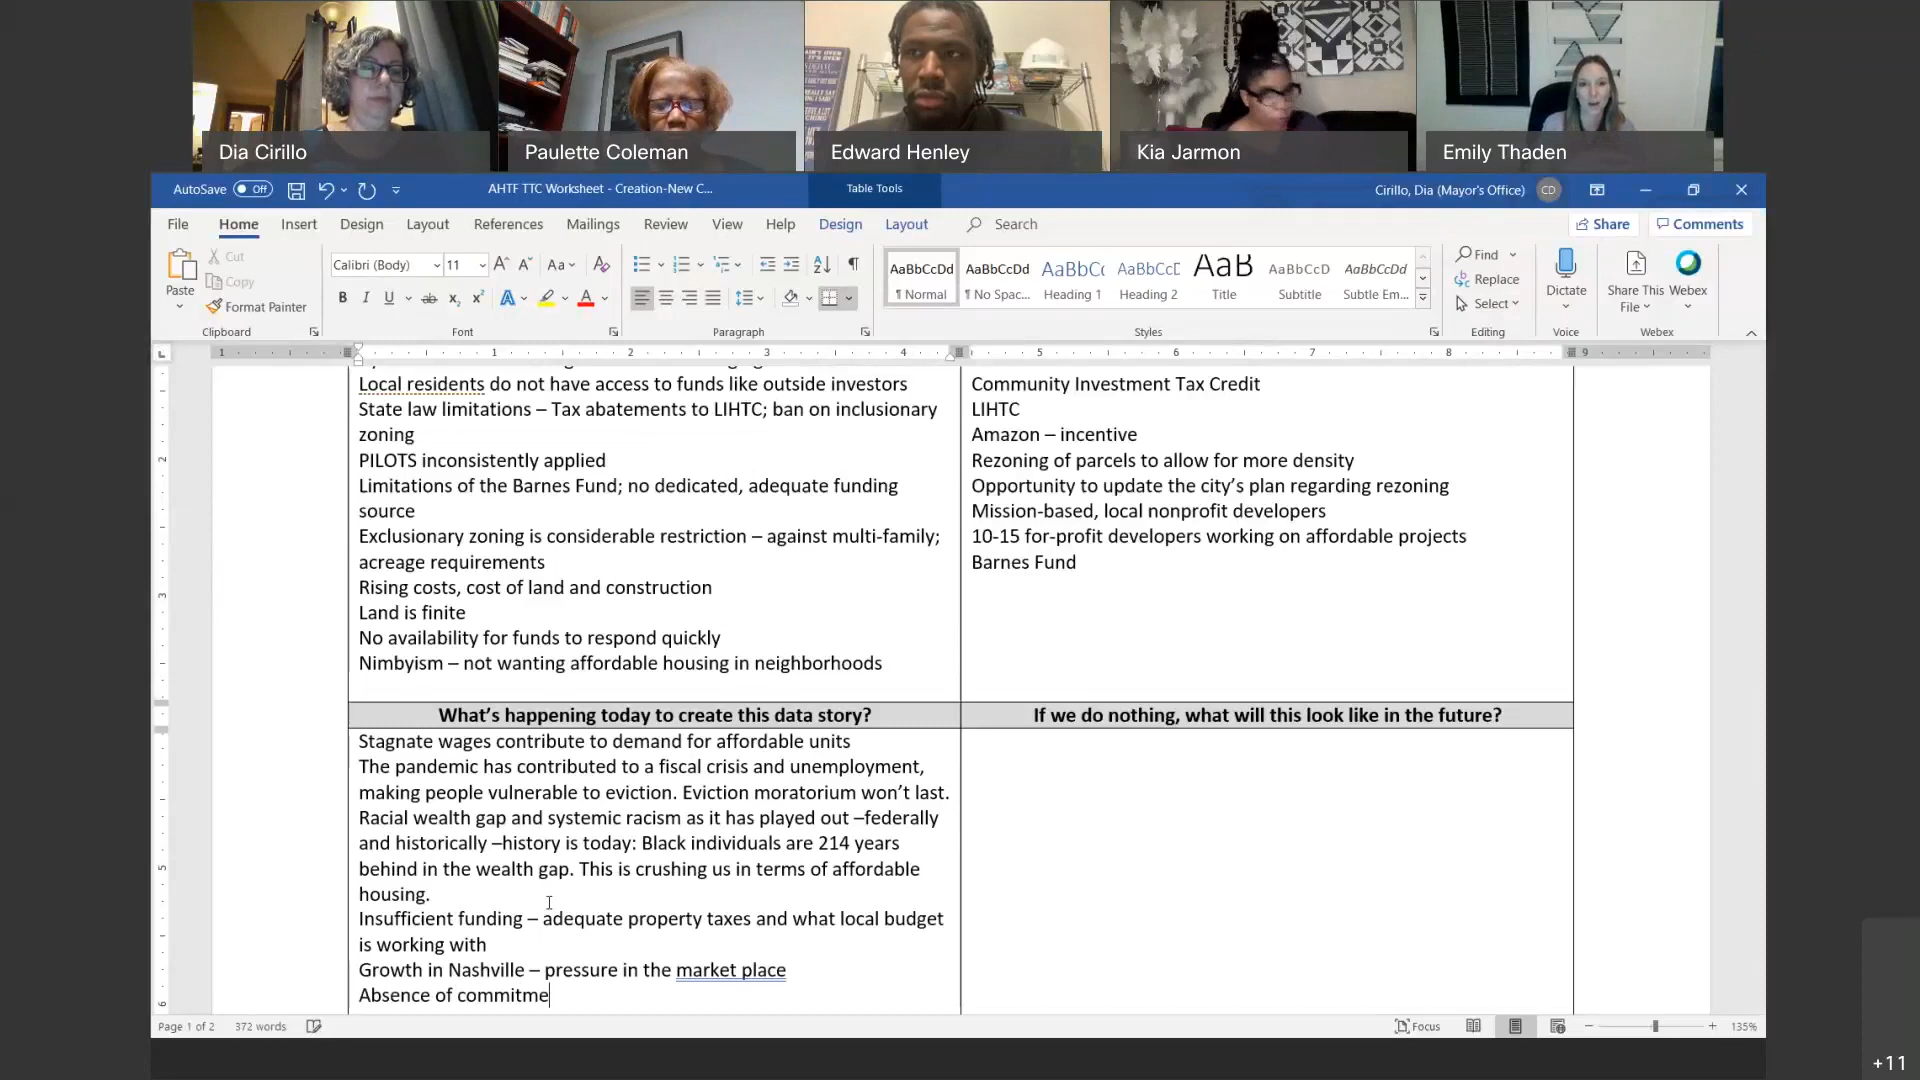 Dia Cirillo
Paulette Coleman
Edward Henley
Kia Jarmon
Emily Thaden
AutoSave Off
AHTF TTC Worksheet - Creation-New C...
Table Tools
Cirillo, Dia (Mayor's Office) CD
File Home Insert Design Layout References Mailings Review View Help Design Layout Search Share Comments
Paste
Cut
Copy
Format Painter
Clipboard
Calibri (Body) 11
Font
Paragraph
AaBbCcDd AaBbCcDd AaBbCc AaBbCcD AaB AaBbCcD AaBbCcDd
¶ Normal ¶ No Spac... Heading 1 Heading 2 Title Subtitle Subtle Em...
Styles
Find
Replace
Select
Editing
Dictate
Voice
Share This File
Webex
Webex
1 1 2 3 4 5 6 7 8 9
Local residents do not have access to funds like outside investors
State law limitations – Tax abatements to LIHTC; ban on inclusionary
zoning
PILOTS inconsistently applied
Limitations of the Barnes Fund; no dedicated, adequate funding
source
Exclusionary zoning is considerable restriction – against multi-family;
acreage requirements
Rising costs, cost of land and construction
Land is finite
No availability for funds to respond quickly
Nimbyism – not wanting affordable housing in neighborhoods
Community Investment Tax Credit
LIHTC
Amazon – incentive
Rezoning of parcels to allow for more density
Opportunity to update the city's plan regarding rezoning
Mission-based, local nonprofit developers
10-15 for-profit developers working on affordable projects
Barnes Fund
What's happening today to create this data story?
If we do nothing, what will this look like in the future?
Stagnate wages contribute to demand for affordable units
The pandemic has contributed to a fiscal crisis and unemployment,
making people vulnerable to eviction. Eviction moratorium won't last.
Racial wealth gap and systemic racism as it has played out –federally
and historically –history is today: Black individuals are 214 years
behind in the wealth gap. This is crushing us in terms of affordable
housing.
Insufficient funding – adequate property taxes and what local budget
is working with
Growth in Nashville – pressure in the market place
Absence of commitme
Page 1 of 2 372 words
Focus
135%
+11